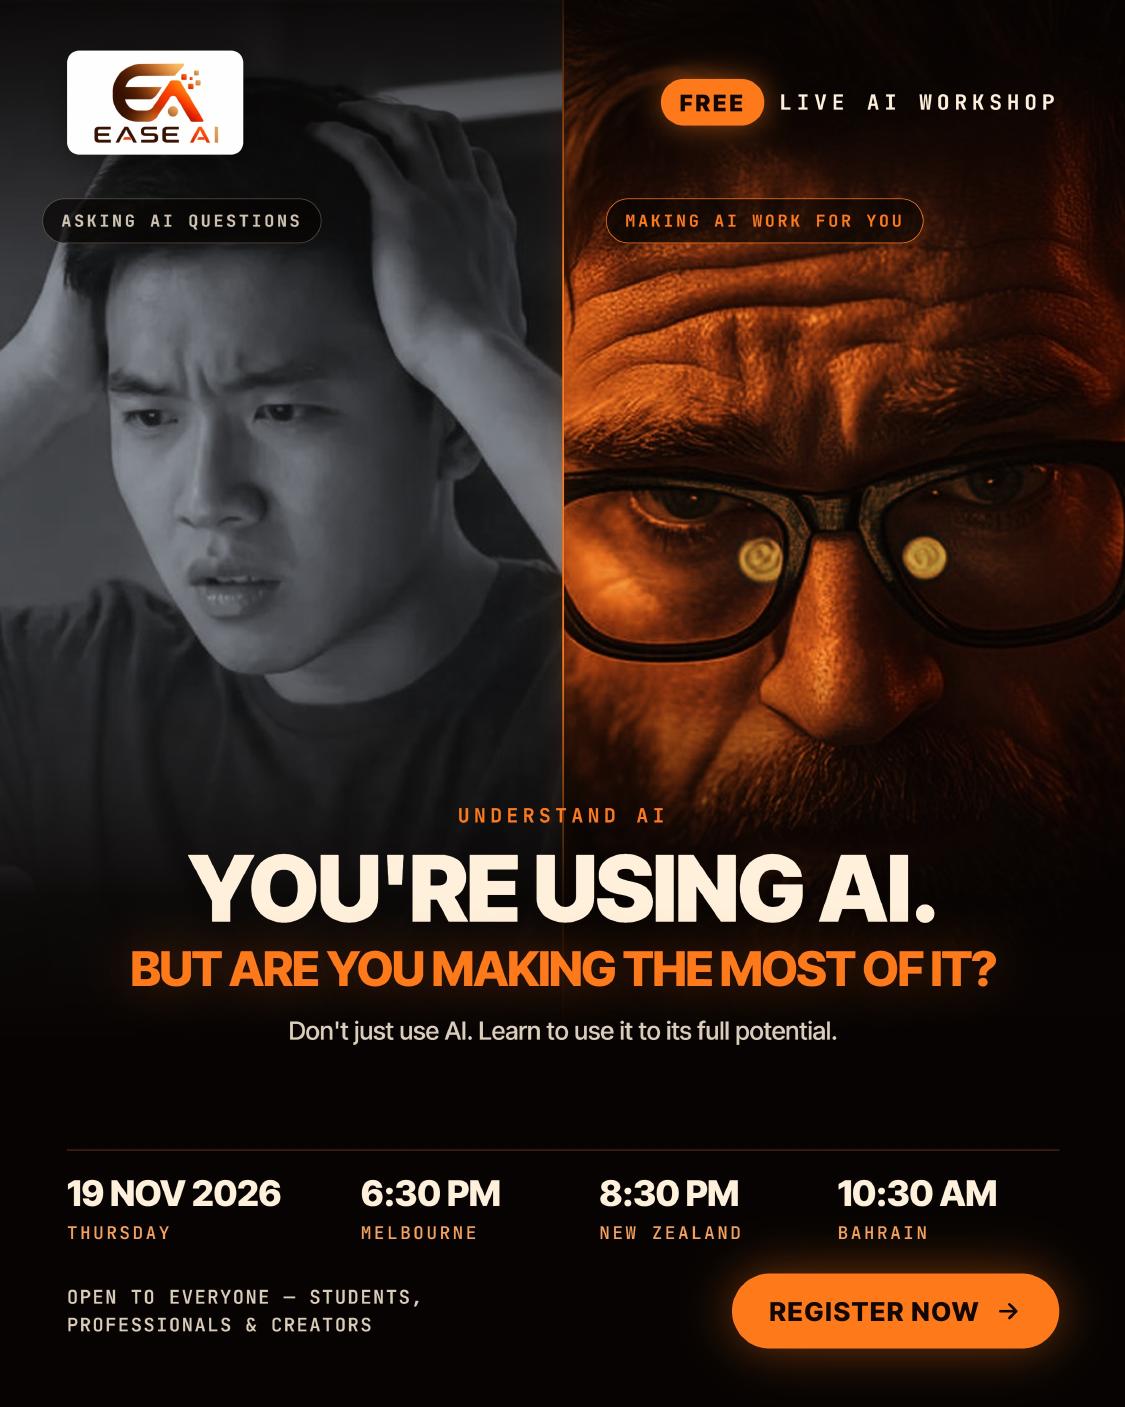 EASE AI
FREE LIVE AI WORKSHOP
ASKING AI QUESTIONS
MAKING AI WORK FOR YOU
UNDERSTAND AI
YOU'RE USING AI.
BUT ARE YOU MAKING THE MOST OF IT?
Don't just use AI. Learn to use it to its full potential.
19 NOV 2026
THURSDAY
6:30 PM
MELBOURNE
8:30 PM
NEW ZEALAND
10:30 AM
BAHRAIN
OPEN TO EVERYONE — STUDENTS,
PROFESSIONALS & CREATORS
REGISTER NOW →